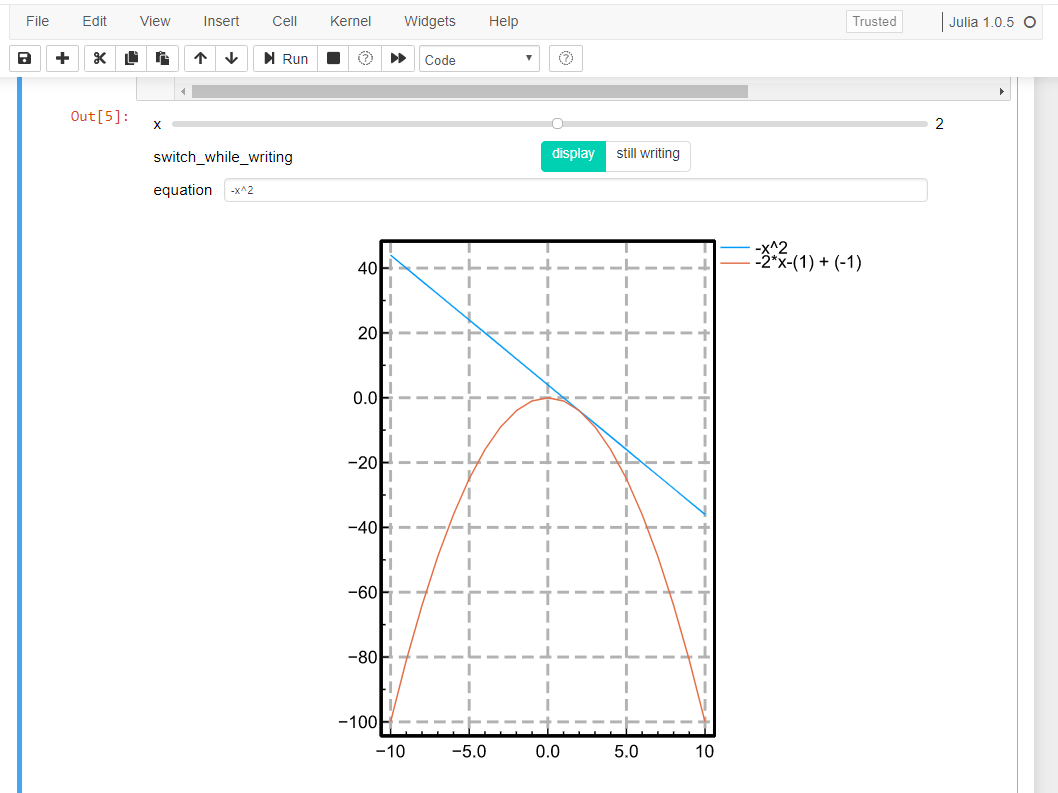 File Edit View Insert Cell Kernel Widgets Help Trusted Julia 1.0.5
Run Code
Out[5]:
x 2
switch_while_writing display still writing
equation -x^2
-x^2
-2*x-(1) + (-1)
40
20
0.0
−20
−40
−60
−80
−100
−10 −5.0 0.0 5.0 10